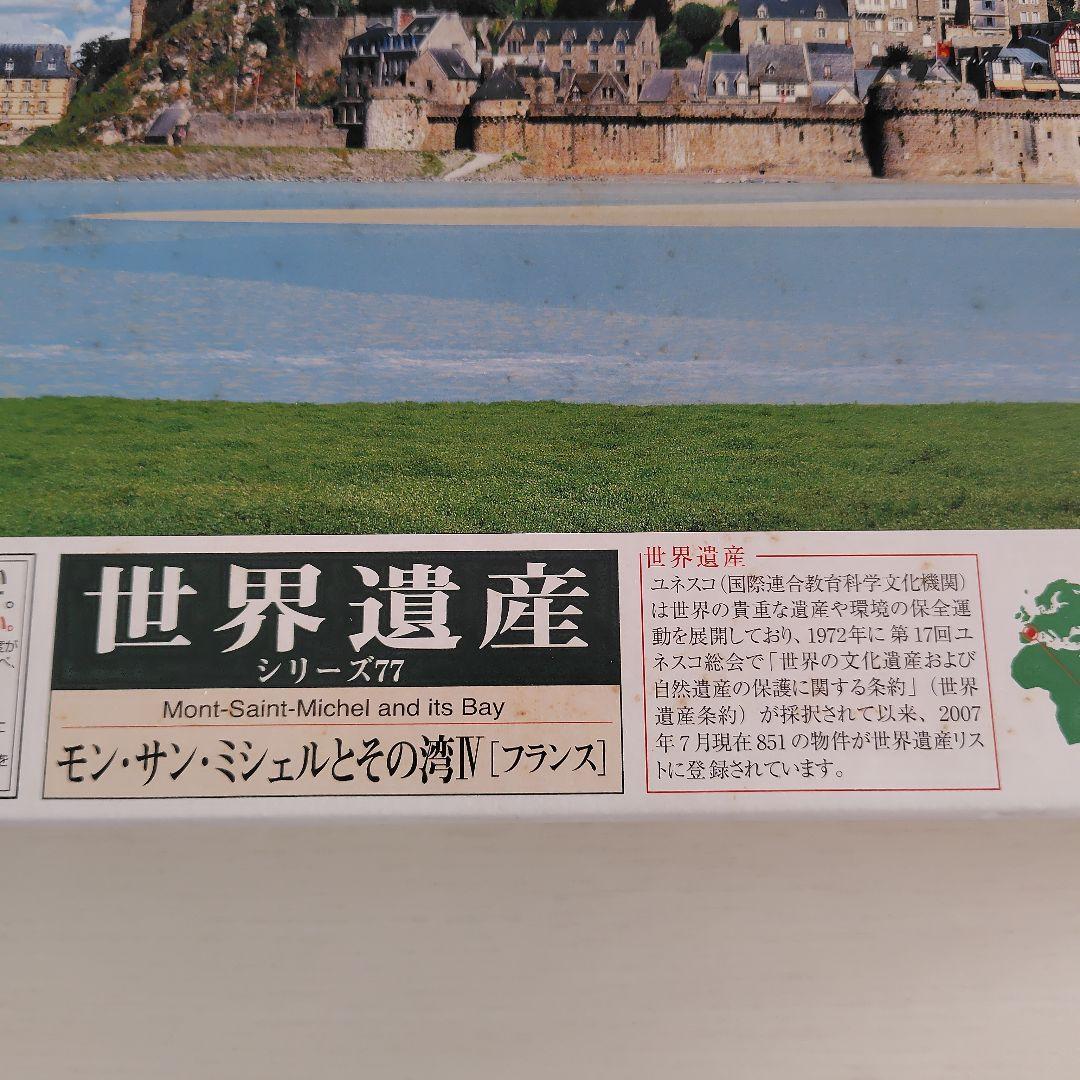 世界遺産
シリーズ77
Mont-Saint-Michel and its Bay
モン・サン・ミシェルとその湾Ⅳ[フランス]
世界遺産
ユネスコ(国際連合教育科学文化機関)
は世界の貴重な遺産や環境の保全運
動を展開しており、1972年に第17回ユ
ネスコ総会で「世界の文化遺産および
自然遺産の保護に関する条約」(世界
遺産条約)が採択されて以来、2007
年7月現在851の物件が世界遺産リス
トに登録されています。